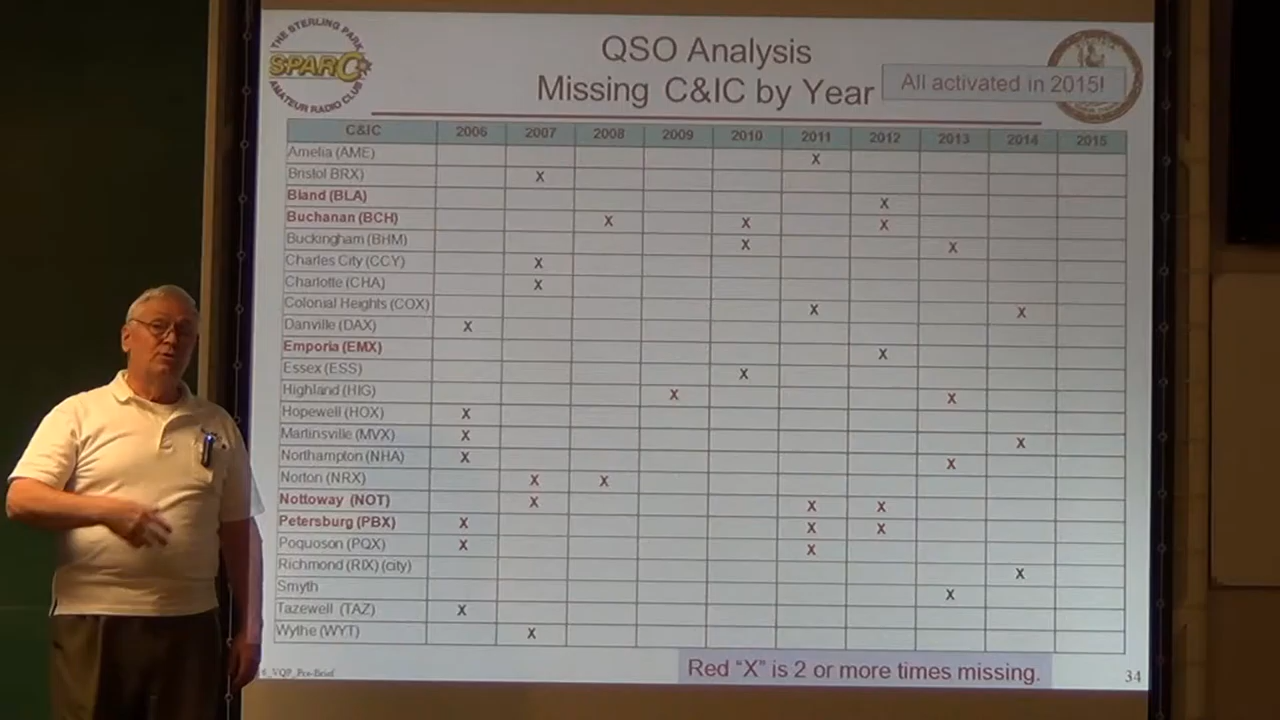 THE STERLING PARK
SPARC
AMATEUR RADIO CLUB
QSO Analysis
Missing C&IC by Year
All activated in 2015!
C&IC 2006 2007 2008 2009 2010 2011 2012 2013 2014 2015
Amelia (AME) X
Bristol BRX) X
Bland (BLA) X
Buchanan (BCH) X X X
Buckingham (BHM) X X
Charles City (CCY) X
Charlotte (CHA) X
Colonial Heights (COX) X X
Danville (DAX) X
Emporia (EMX) X
Essex (ESS) X
Highland (HIG) X X
Hopewell (HOX) X
Martinsville (MVX) X X
Northampton (NHA) X X
Norton (NRX) X X
Nottoway (NOT) X X X
Petersburg (PBX) X X X
Poquoson (PQX) X X
Richmond (RIX) (city) X
Smyth X
Tazewell (TAZ) X
Wythe (WYT) X
Red "X" is 2 or more times missing.
VQP_Pre-Brief
34